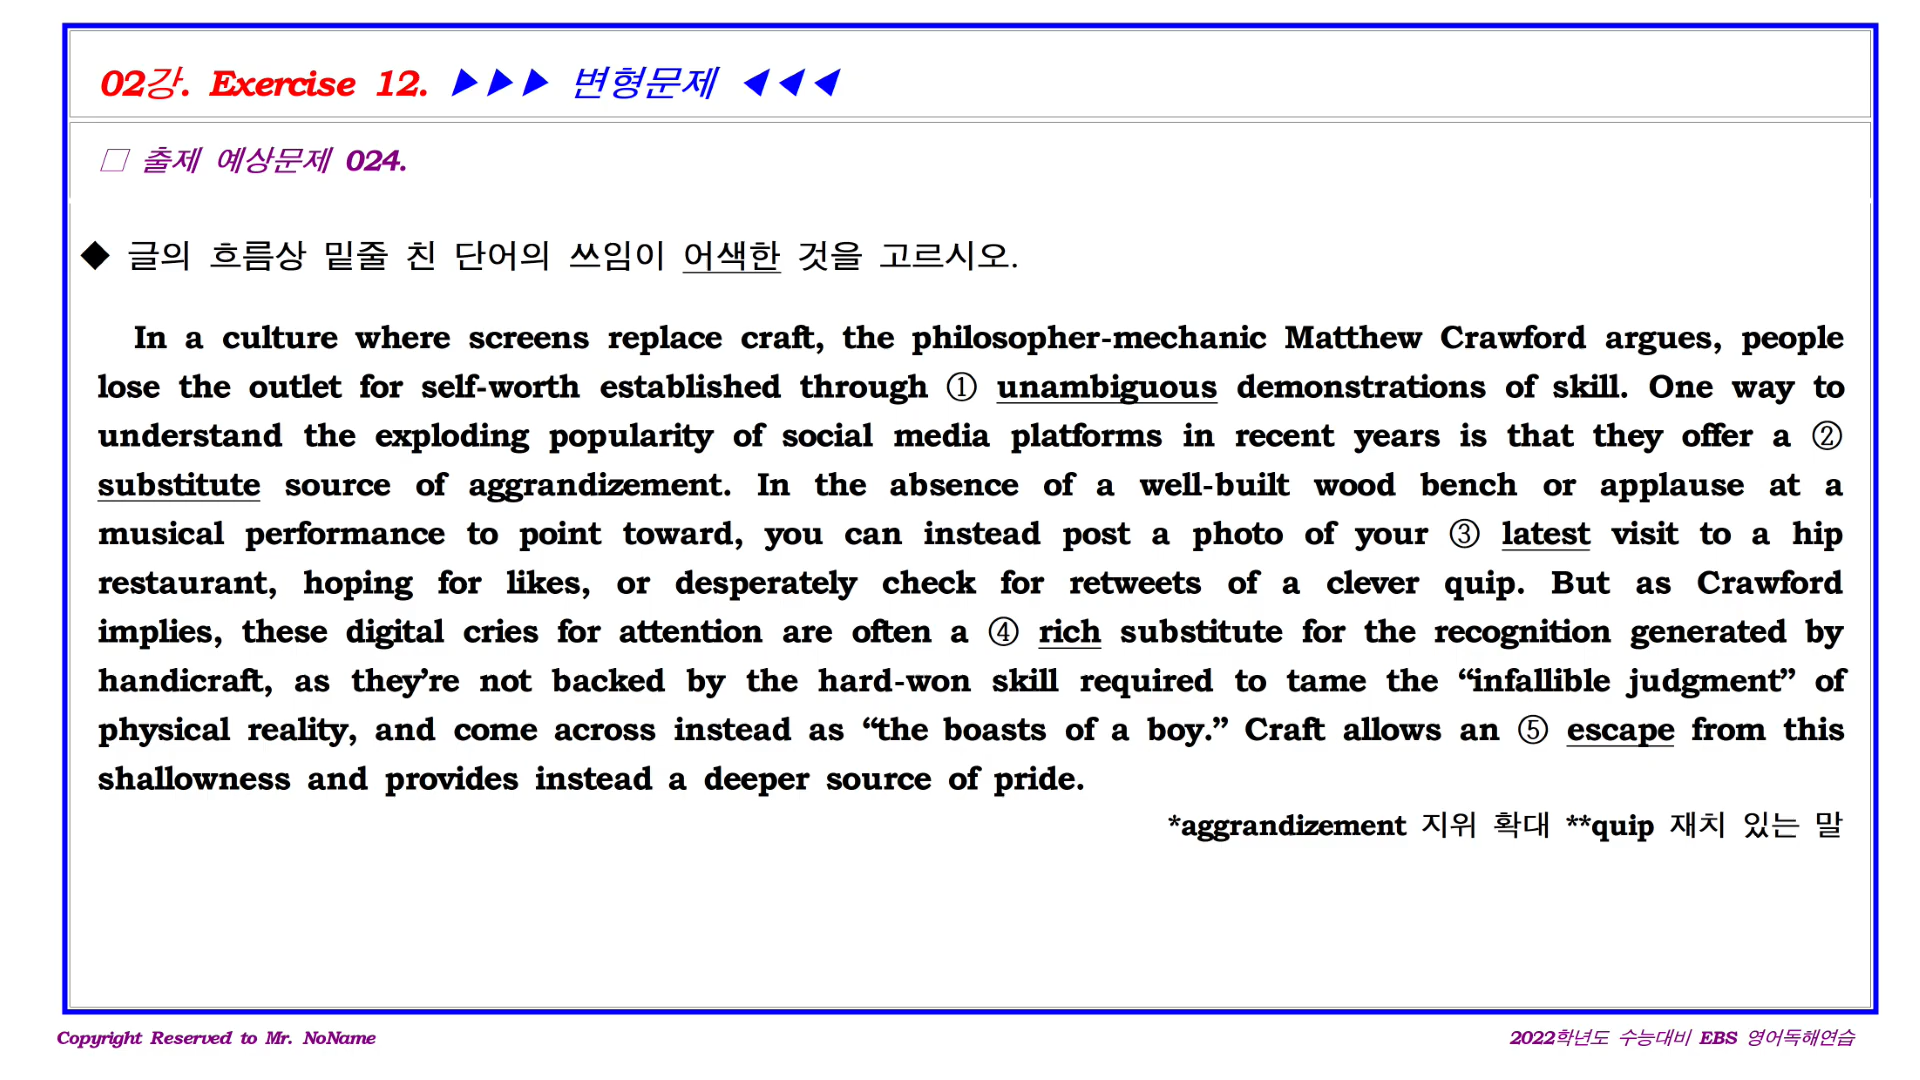 02강. Exercise 12. ▶▶▶ 변형문제 ◀◀◀
□ 출제 예상문제 024.
◆ 글의 흐름상 밑줄 친 단어의 쓰임이 어색한 것을 고르시오.
In a culture where screens replace craft, the philosopher-mechanic Matthew Crawford argues, people
lose the outlet for self-worth established through ① unambiguous demonstrations of skill. One way to
understand the exploding popularity of social media platforms in recent years is that they offer a ②
substitute source of aggrandizement. In the absence of a well-built wood bench or applause at a
musical performance to point toward, you can instead post a photo of your ③ latest visit to a hip
restaurant, hoping for likes, or desperately check for retweets of a clever quip. But as Crawford
implies, these digital cries for attention are often a ④ rich substitute for the recognition generated by
handicraft, as they’re not backed by the hard-won skill required to tame the “infallible judgment” of
physical reality, and come across instead as “the boasts of a boy.” Craft allows an ⑤ escape from this
shallowness and provides instead a deeper source of pride.
*aggrandizement 지위 확대 **quip 재치 있는 말
Copyright Reserved to Mr. NoName
2022학년도 수능대비 EBS 영어독해연습